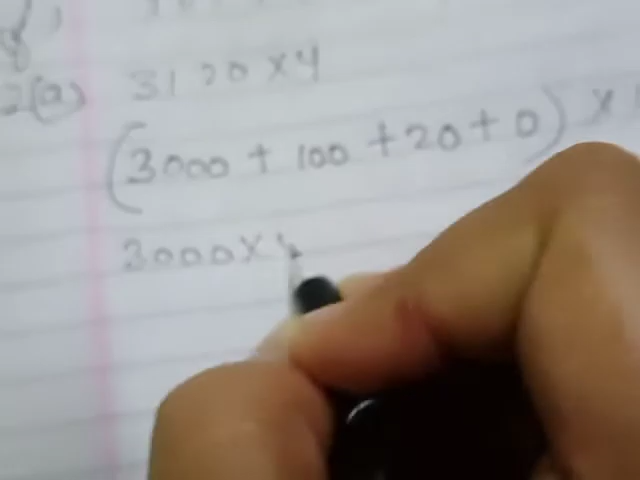 2(a) 3120 x 4
(3000 + 100 + 20 + 0) x
3000 x